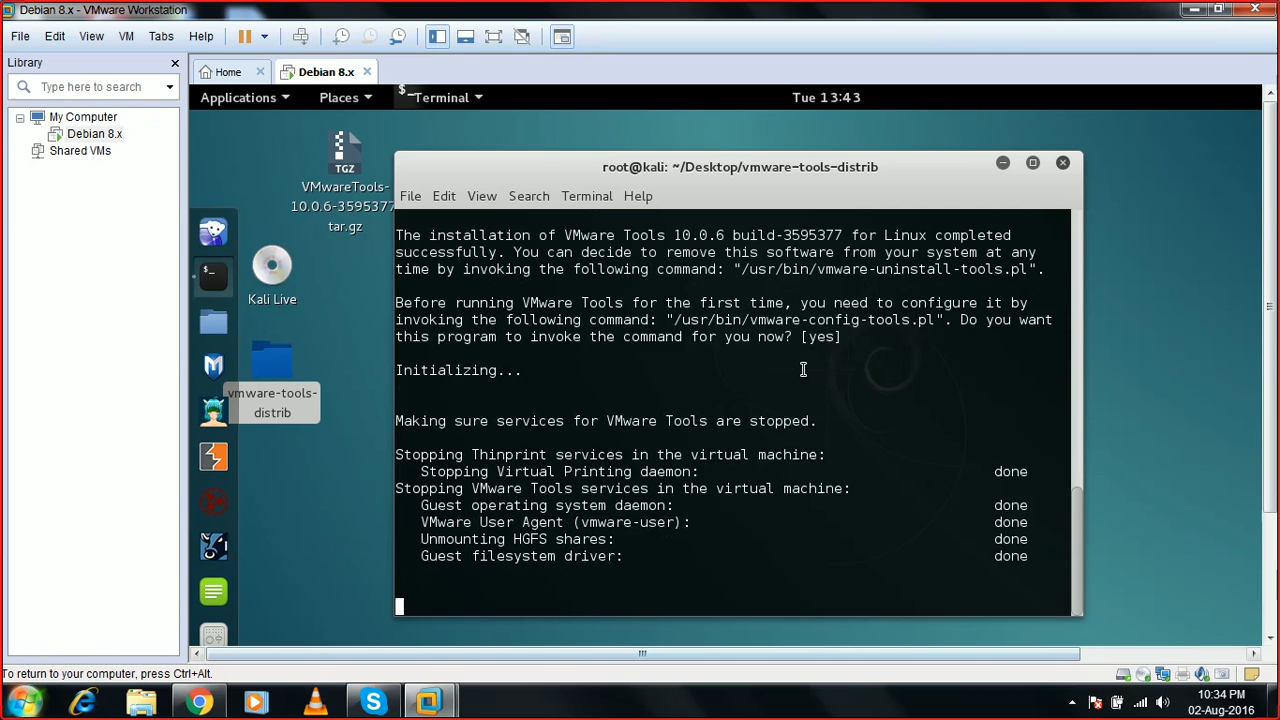 Debian 8.x - VMware Workstation
File Edit View VM Tabs Help
Library
Type here to search
My Computer
Debian 8.x
Shared VMs
Home
Debian 8.x
Applications Places Terminal Tue 13:43
TGZ
VMwareTools-
10.0.6-3595377
tar.gz
Kali Live
vmware-tools-
distrib
root@kali: ~/Desktop/vmware-tools-distrib
File Edit View Search Terminal Help
The installation of VMware Tools 10.0.6 build-3595377 for Linux completed
successfully. You can decide to remove this software from your system at any
time by invoking the following command: "/usr/bin/vmware-uninstall-tools.pl".
Before running VMware Tools for the first time, you need to configure it by
invoking the following command: "/usr/bin/vmware-config-tools.pl". Do you want
this program to invoke the command for you now? [yes]
Initializing...
Making sure services for VMware Tools are stopped.
Stopping Thinprint services in the virtual machine:
Stopping Virtual Printing daemon: done
Stopping VMware Tools services in the virtual machine:
Guest operating system daemon: done
VMware User Agent (vmware-user): done
Unmounting HGFS shares: done
Guest filesystem driver: done
To return to your computer, press Ctrl+Alt.
10:34 PM
02-Aug-2016